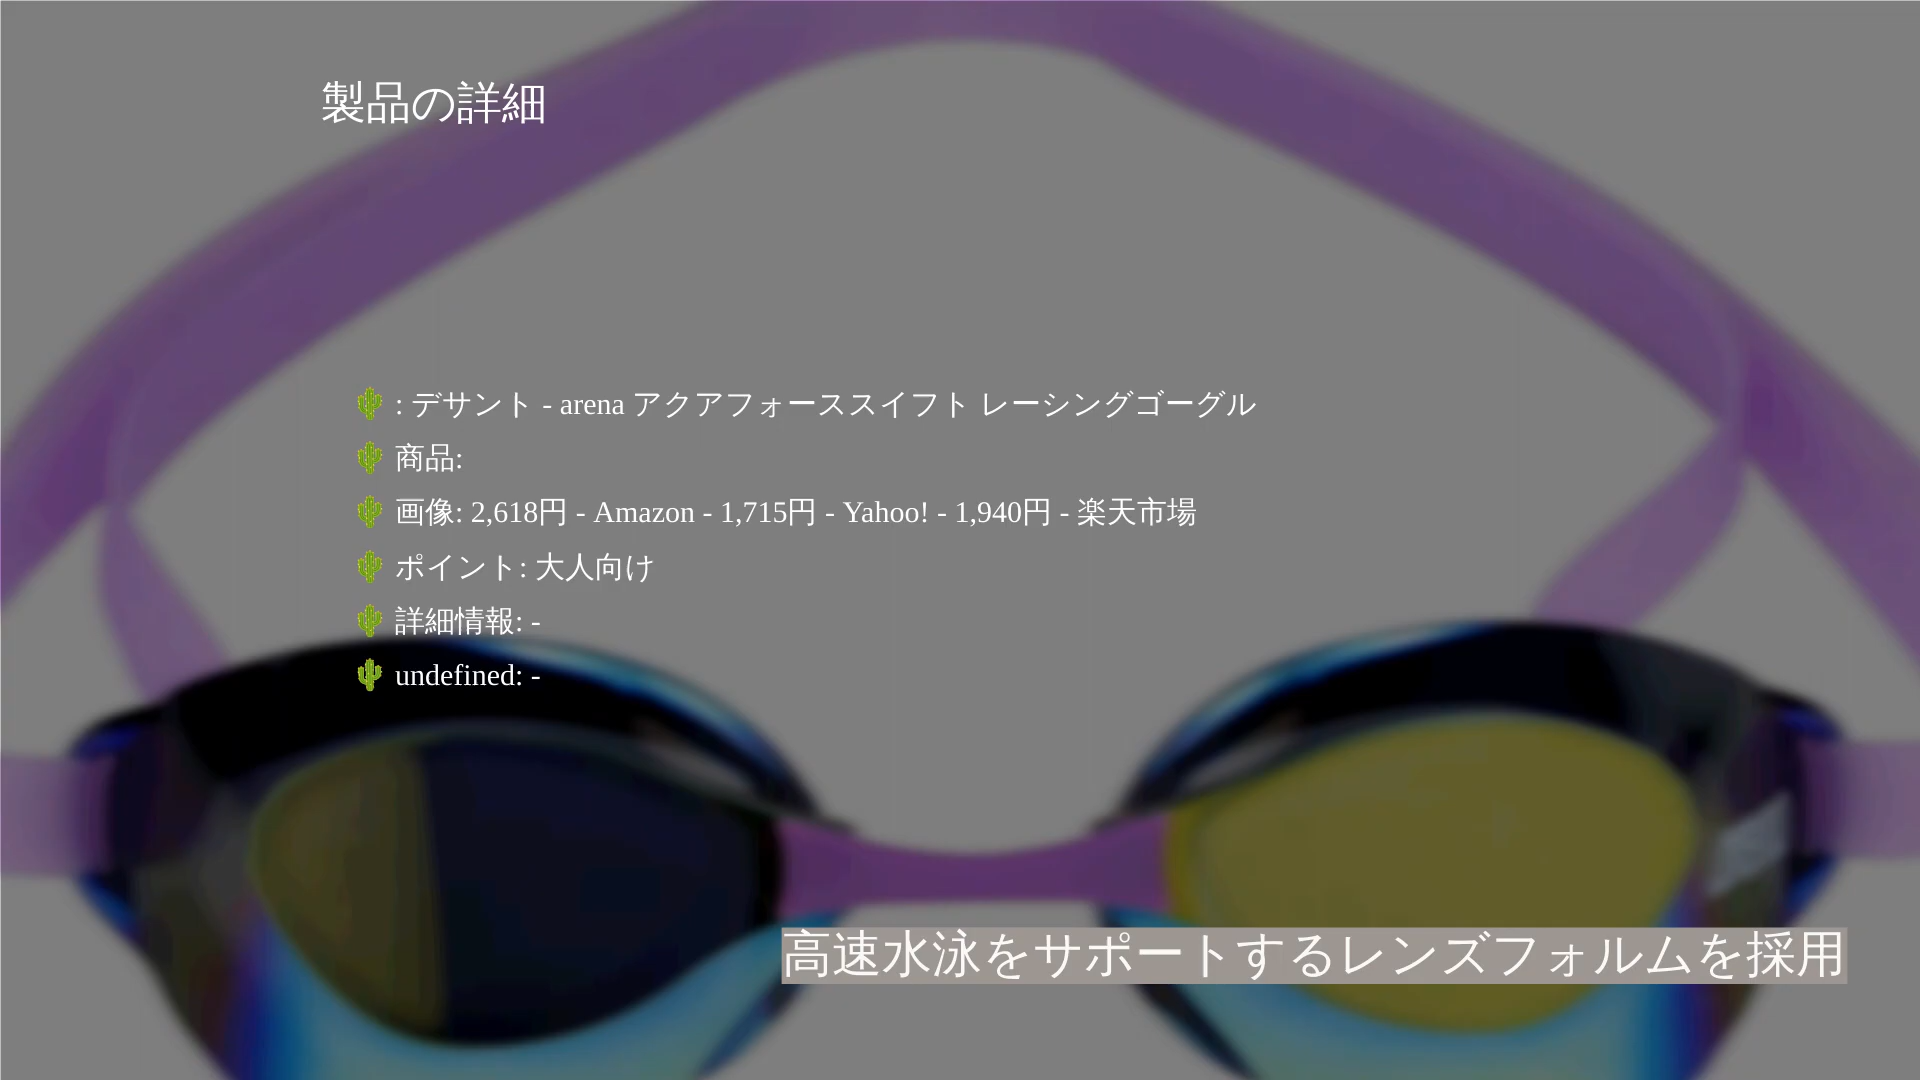 製品の詳細
🌵 : デサント - arena アクアフォーススイフト レーシングゴーグル
🌵 商品:
🌵 画像: 2,618円 - Amazon - 1,715円 - Yahoo! - 1,940円 - 楽天市場
🌵 ポイント: 大人向け
🌵 詳細情報: -
🌵 undefined: -
高速水泳をサポートするレンズフォルムを採用